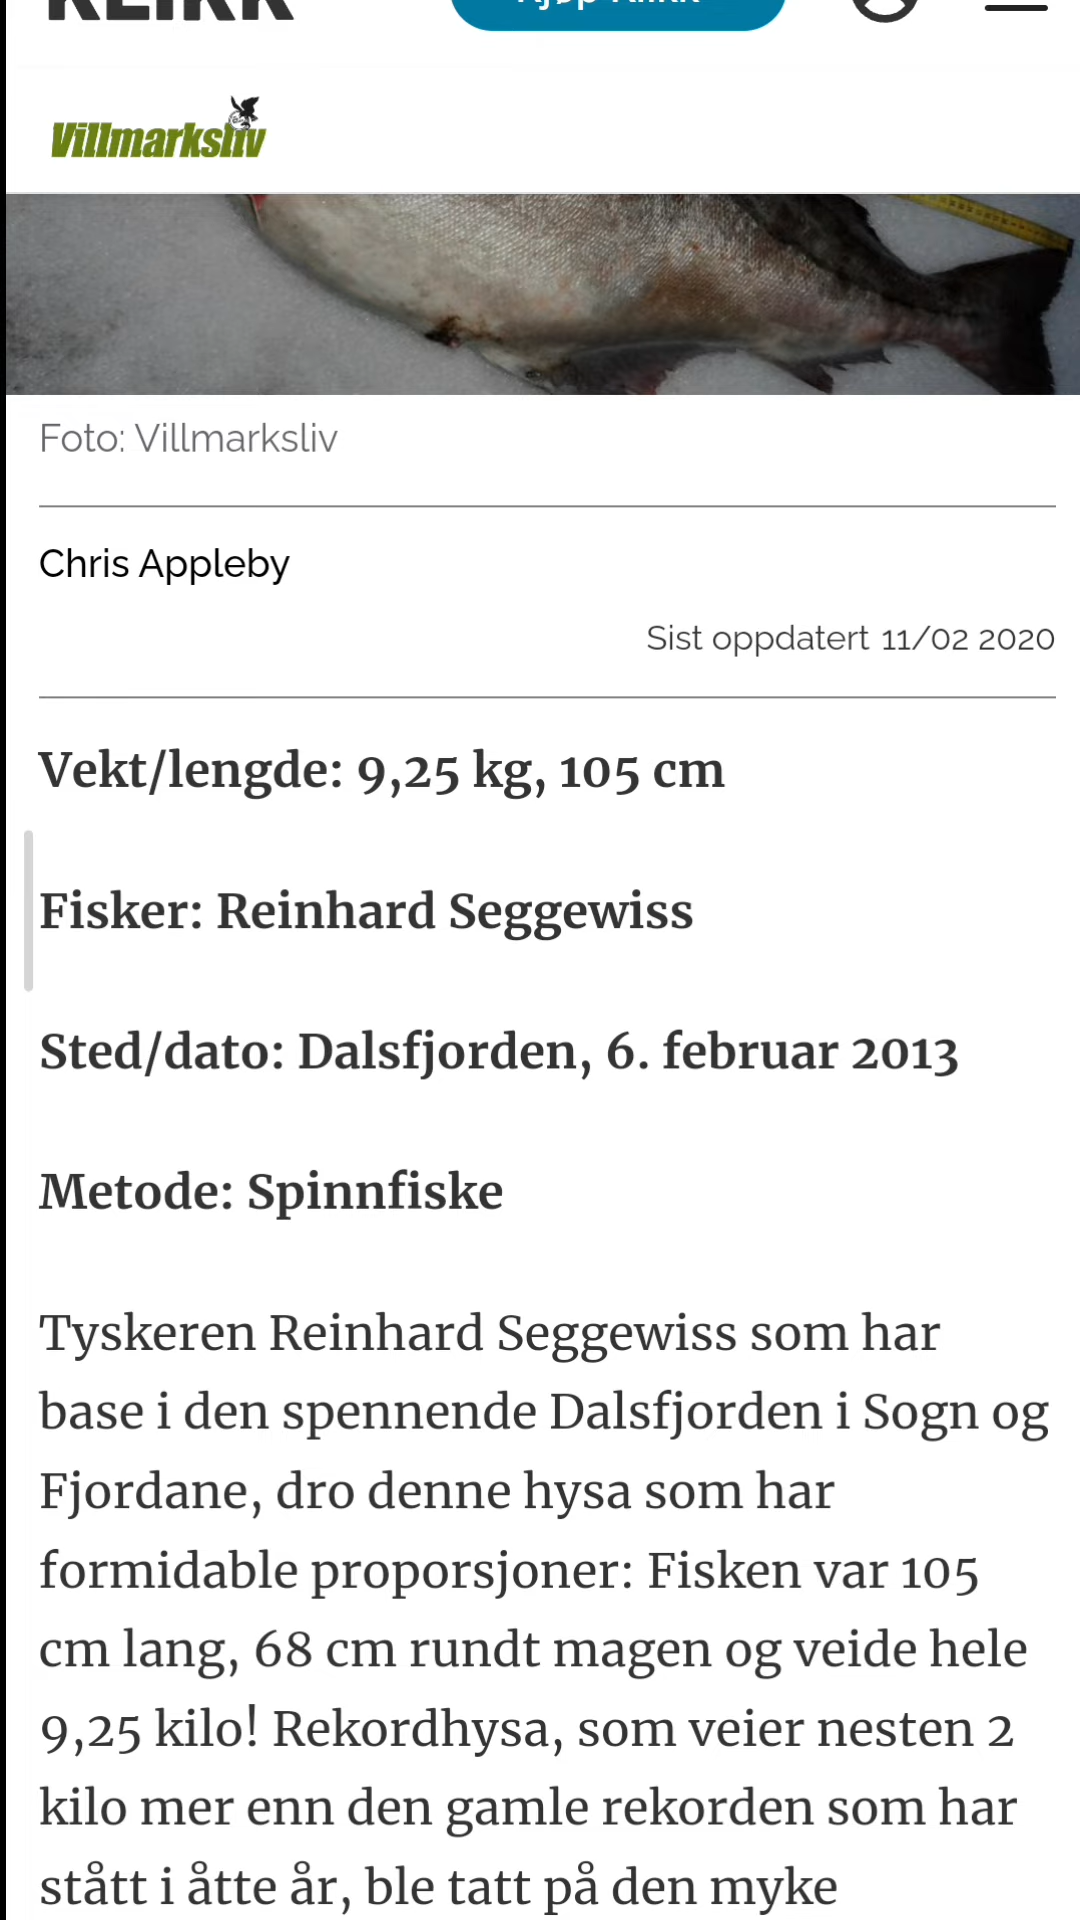 KLIKK
Kjøp Klikk
Villmarksliv
Foto: Villmarksliv
Chris Appleby
Sist oppdatert 11/02 2020
Vekt/lengde: 9,25 kg, 105 cm
Fisker: Reinhard Seggewiss
Sted/dato: Dalsfjorden, 6. februar 2013
Metode: Spinnfiske
Tyskeren Reinhard Seggewiss som har
base i den spennende Dalsfjorden i Sogn og
Fjordane, dro denne hysa som har
formidable proporsjoner: Fisken var 105
cm lang, 68 cm rundt magen og veide hele
9,25 kilo! Rekordhysa, som veier nesten 2
kilo mer enn den gamle rekorden som har
stått i åtte år, ble tatt på den myke